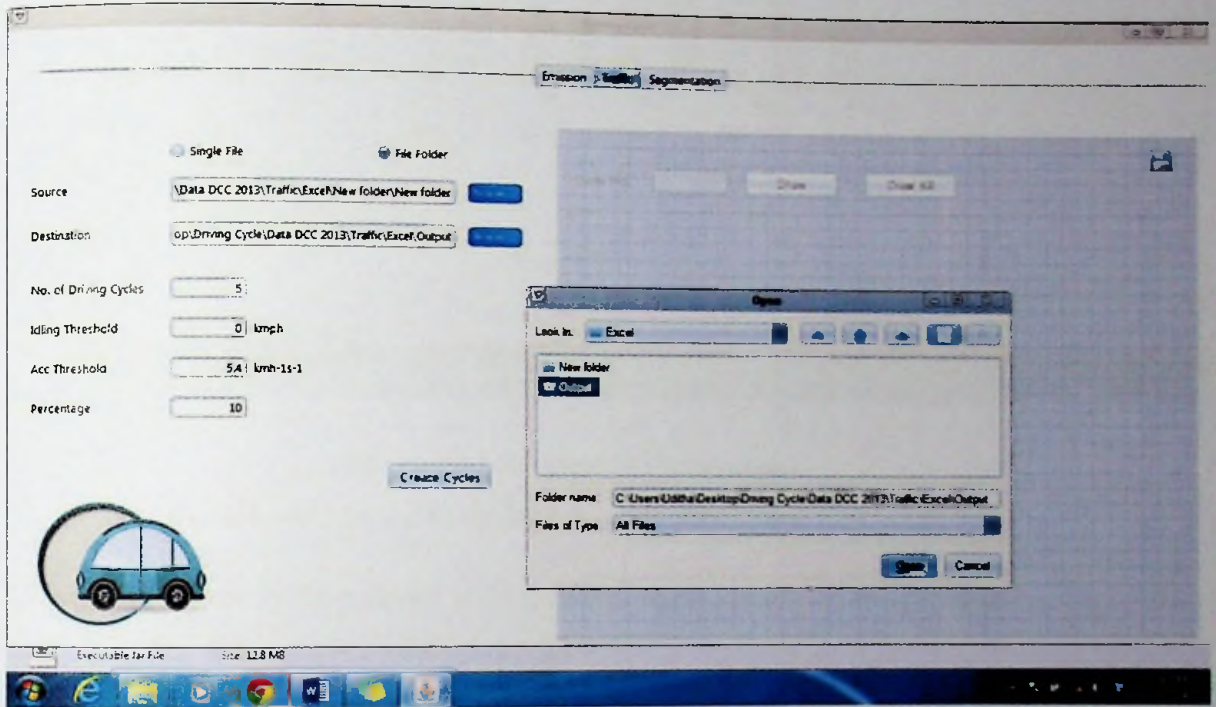 Emission Traffic Segmentation
Single File File Folder
Source \Data DCC 2013\Traffic\Excel\New folder\New folder
Destination op\Driving Cycle\Data DCC 2013\Traffic\Excel\Output
No. of Driving Cycles 5
Idling Threshold 0 kmph
Acc Threshold 5.4 kmh-1s-1
Percentage 10
Create Cycles
Draw Clear All
Open
Look In: Excel
New folder
Output
Folder name C:\Users\Uditha\Desktop\Driving Cycle\Data DCC 2013\Traffic\Excel\Output
Files of Type All Files
Open Cancel
Executable Jar File Size: 12.8 MB